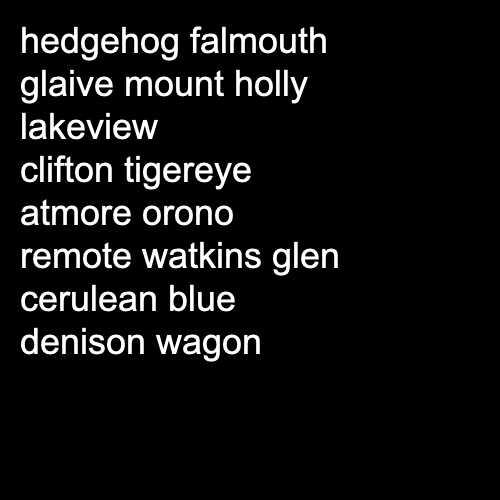 hedgehog falmouth
glaive mount holly
lakeview
clifton tigereye
atmore orono
remote watkins glen
cerulean blue
denison wagon